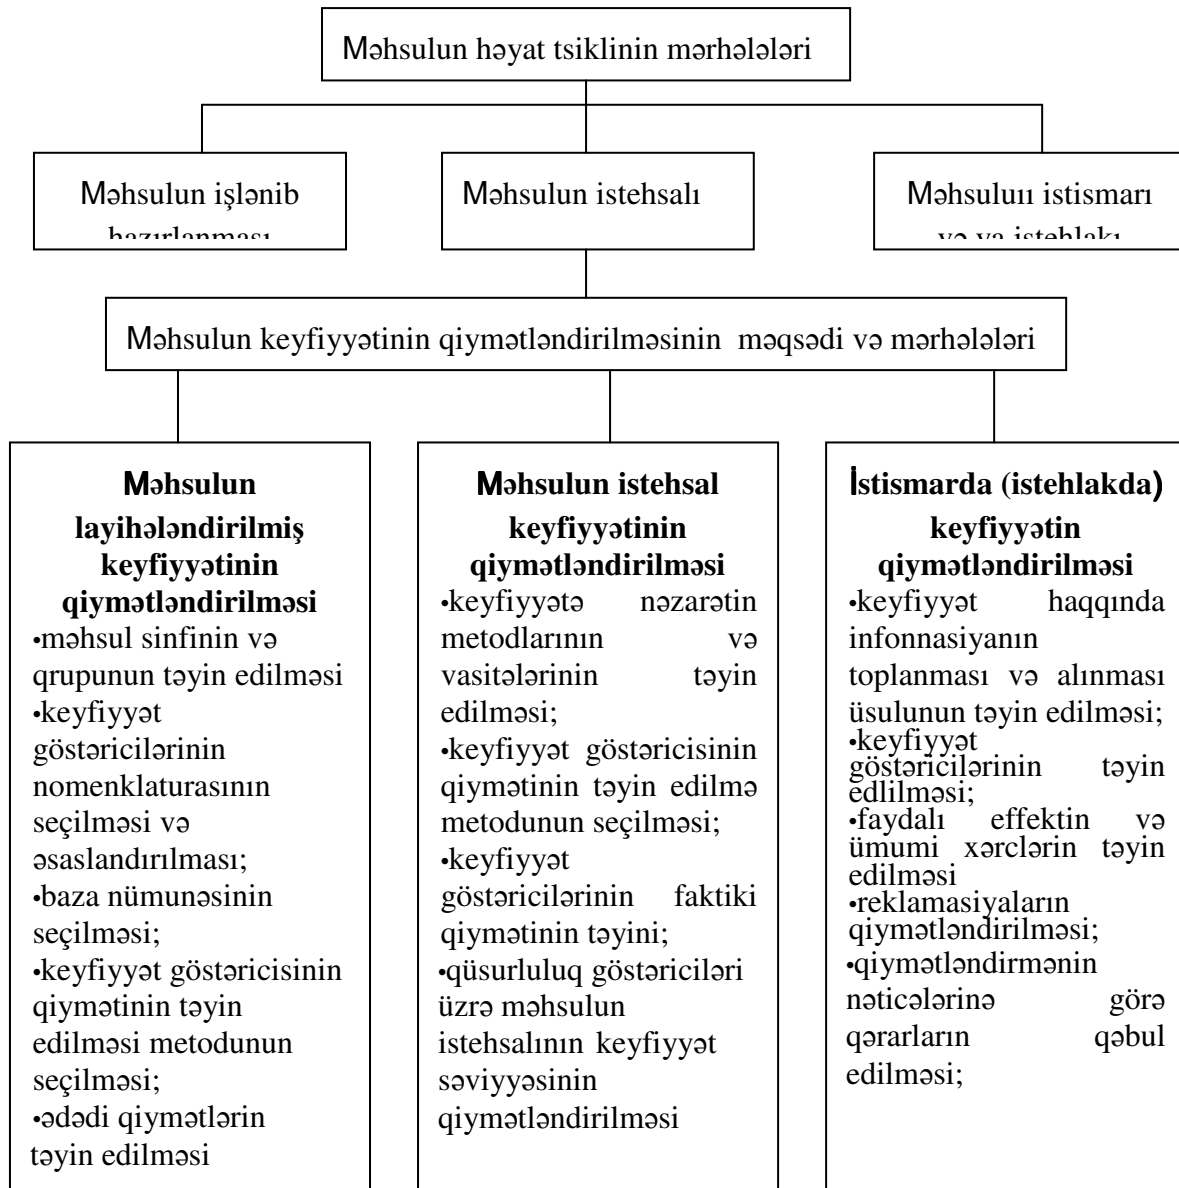 Məhsulun həyat tsiklinin mərhələləri
Məhsulun işlənib
hazırlanması
Məhsulun istehsalı
Məhsuluıı istismarı
və ya istehlakı
Məhsulun keyfiyyətinin qiymətləndirilməsinin məqsədi və mərhələləri
Məhsulun
layihələndirilmiş
keyfiyyətinin
qiymətləndirilməsi
•məhsul sinfinin və
qrupunun təyin edilməsi
•keyfiyyət
göstəricilərinin
nomenklaturasının
seçilməsi və
əsaslandırılması;
•baza nümunəsinin
seçilməsi;
•keyfiyyət göstəricisinin
qiymətinin təyin
edilməsi metodunun
seçilməsi;
•ədədi qiymətlərin
təyin edilməsi
Məhsulun istehsal
keyfiyyətinin
qiymətləndirilməsi
•keyfiyyətə nəzarətin
metodlarının və
vasitələrinin təyin
edilməsi;
•keyfiyyət göstəricisinin
qiymətinin təyin edilmə
metodunun seçilməsi;
•keyfiyyət
göstəricilərinin faktiki
qiymətinin təyini;
•qüsurluluq göstəriciləri
üzrə məhsulun
istehsalının keyfiyyət
səviyyəsinin
qiymətləndirilməsi
İstismarda (istehlakda)
keyfiyyətin
qiymətləndirilməsi
•keyfiyyət haqqında
infonnasiyanın
toplanması və alınması
üsulunun təyin edilməsi;
•keyfiyyət
göstəricilərinin təyin
edlilməsi;
•faydalı effektin və
ümumi xərclərin təyin
edilməsi
•reklamasiyaların
qiymətləndirilməsi;
•qiymətləndirmənin
nəticələrinə görə
qərarların qəbul
edilməsi;